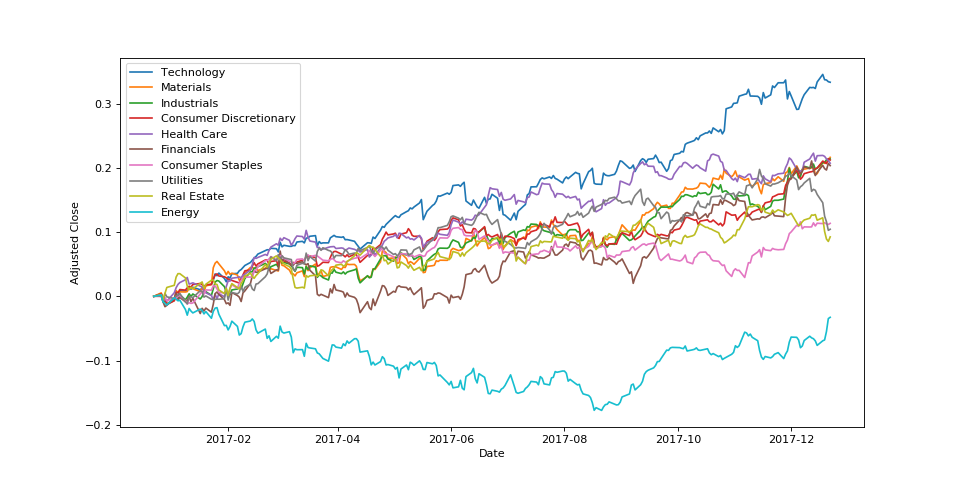 Technology
Materials
Industrials
Consumer Discretionary
Health Care
Financials
Consumer Staples
Utilities
Real Estate
Energy
Adjusted Close
0.3
0.2
0.1
0.0
−0.1
−0.2
2017-02 2017-04 2017-06 2017-08 2017-10 2017-12
Date